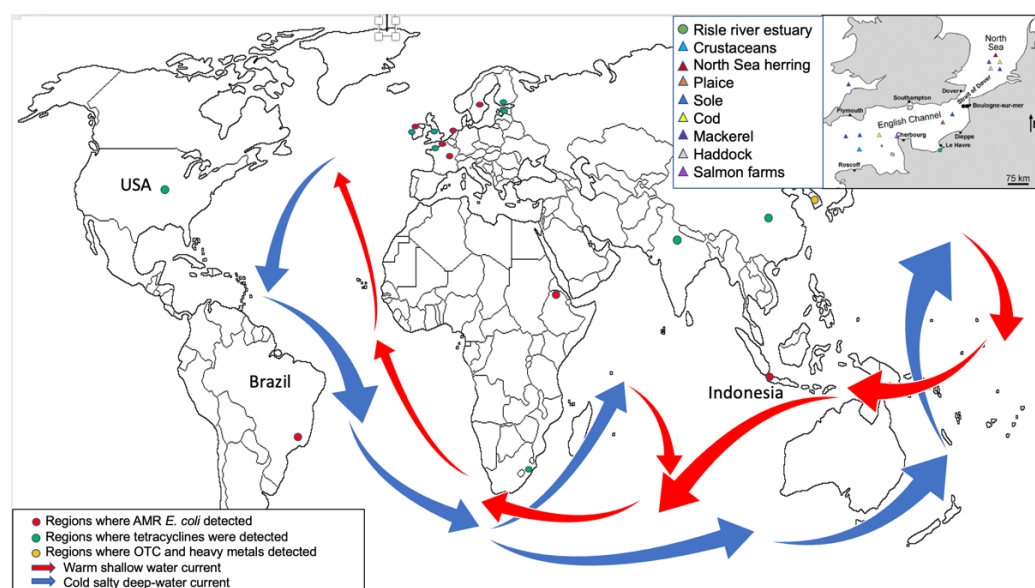 Risle river estuary
Crustaceans
North Sea herring
Plaice
Sole
Cod
Mackerel
Haddock
Salmon farms
North
Sea
Strait of Dover
Dover
Southampton
Boulogne-sur-mer
Plymouth
English Channel
Dieppe
Cherbourg
Le Havre
Roscoff
75 km
USA
Brazil
Indonesia
Regions where AMR E. coli detected
Regions where tetracyclines were detected
Regions where OTC and heavy metals detected
Warm shallow water current
Cold salty deep-water current